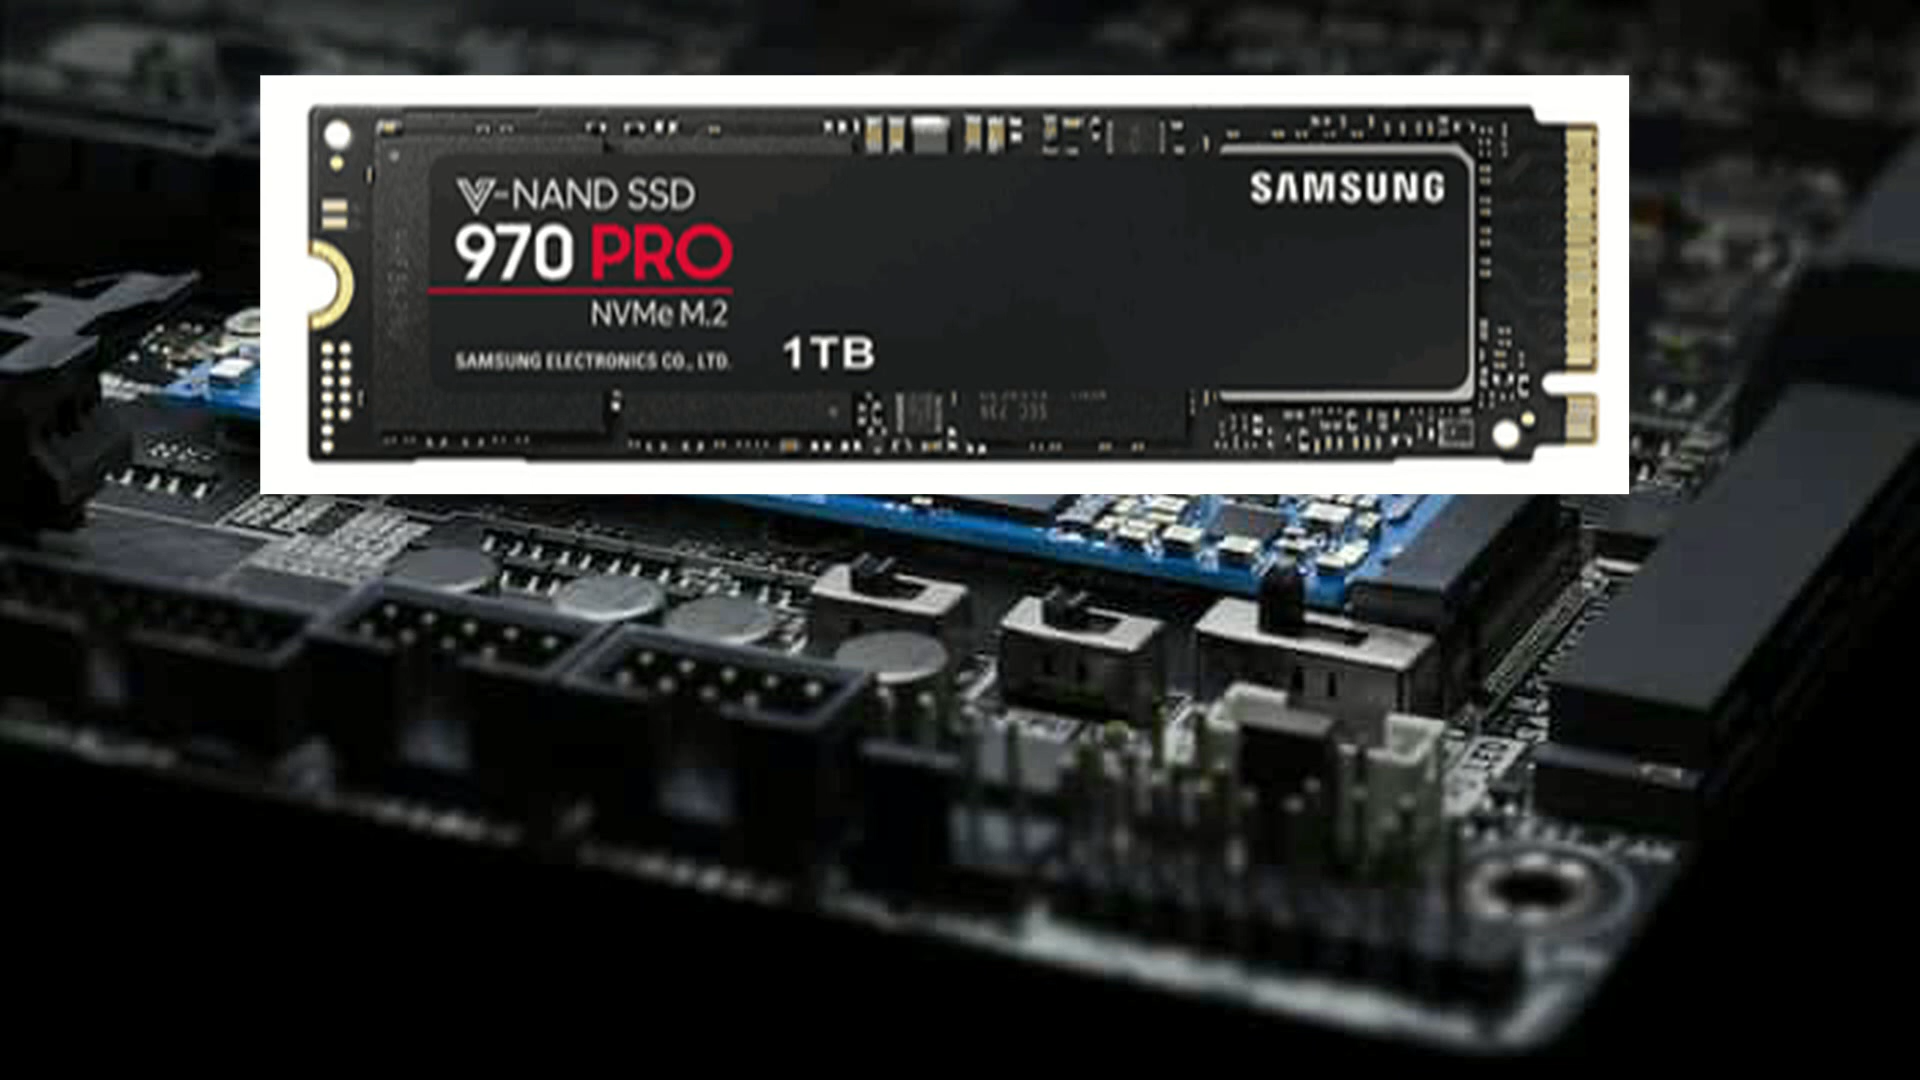 V-NAND SSD
SAMSUNG
970 PRO
NVMe M.2
SAMSUNG ELECTRONICS CO., LTD.
1TB